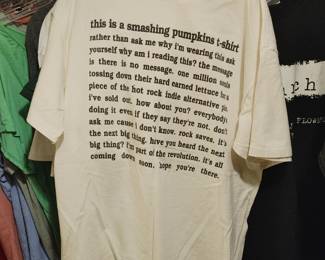 this is a smashing pumpkins t-shirt
rather than ask me why i'm wearing this ask
yourself why am i reading this? the message
is there is no message. one million souls
tossing down their hard earned lettuce for a
piece of the hot rock indie alternative pie.
i've sold out. how about you? everybody's
doing it even if they say they're not. don't
ask me cause i don't know. rock saves. it's
the next big thing. have you heard the next
big thing? i'm part of the revolution. it's all
coming down soon. hope you're there.
ph